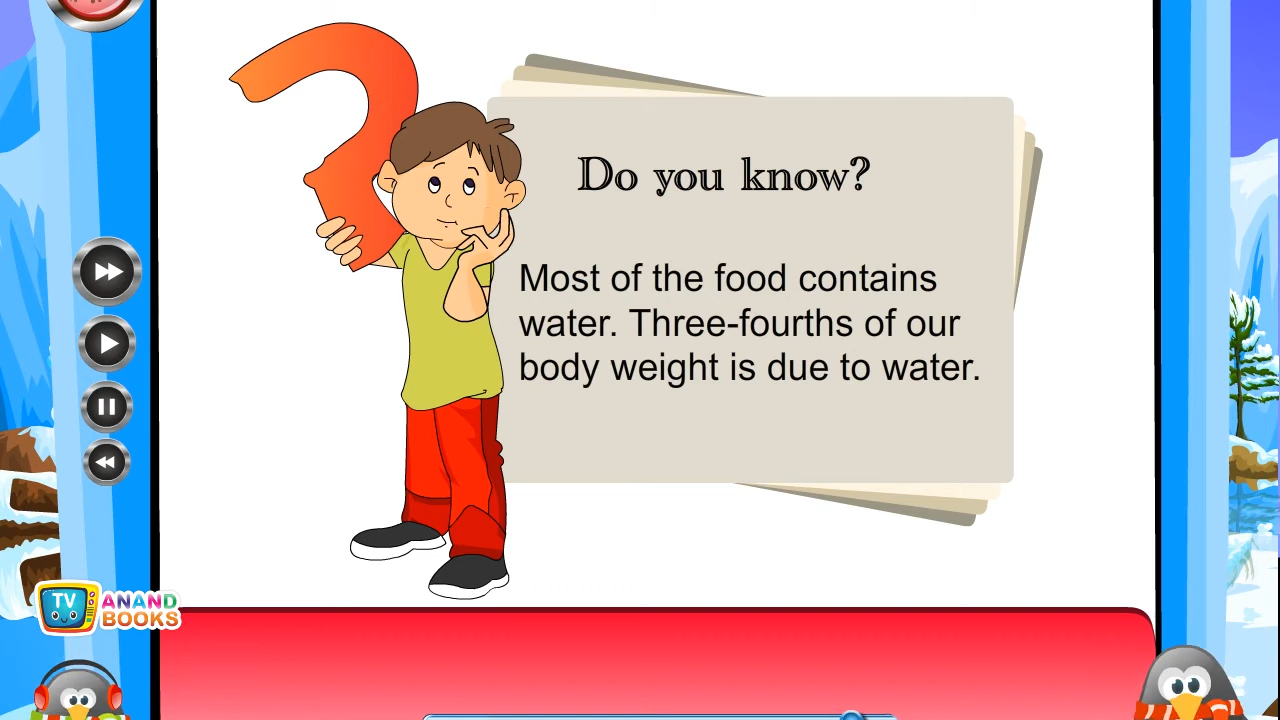 Do you know?
Most of the food contains
water. Three-fourths of our
body weight is due to water.
TV
ANAND
BOOKS